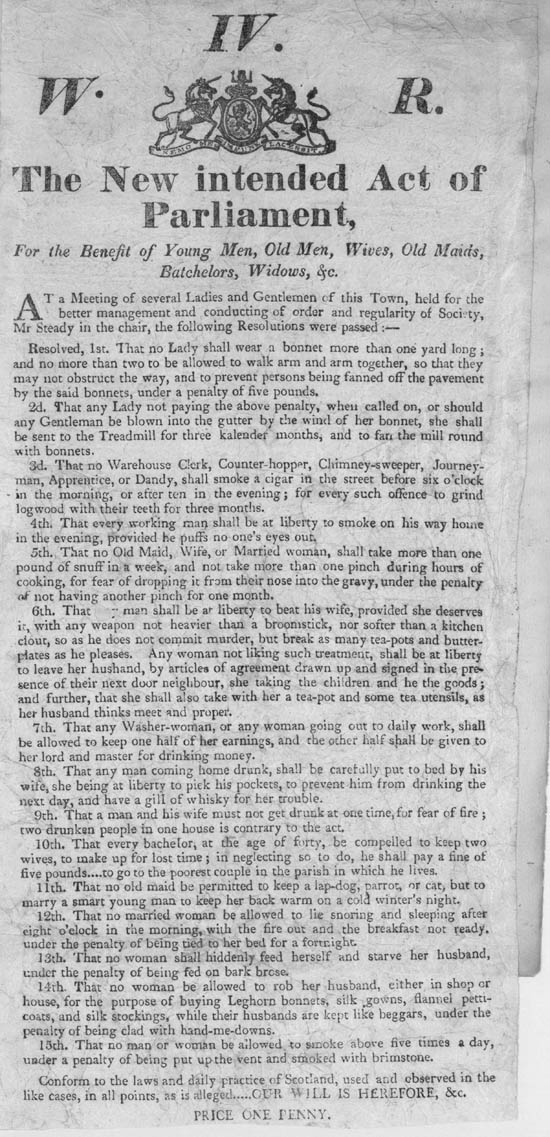 IV.
W. R.
NEMO ME IMPUNE LACESSIT
The New intended Act of
Parliament,
For the Benefit of Young Men, Old Men, Wives, Old Maids,
Batchelors, Widows, &c.
AT a Meeting of several Ladies and Gentlemen of this Town, held for the
better management and conducting of order and regularity of Society,
Mr Steady in the chair, the following Resolutions were passed :—
Resolved, 1st. That no Lady shall wear a bonnet more than one yard long ;
and no more than two to be allowed to walk arm and arm together, so that they
may not obstruct the way, and to prevent persons being fanned off the pavement
by the said bonnets, under a penalty of five pounds.
2d. That any Lady not paying the above penalty, when called on, or should
any Gentleman be blown into the gutter by the wind of her bonnet, she shall
be sent to the Treadmill for three kalender months, and to fan the mill round
with bonnets.
3d. That no Warehouse Clerk, Counter-hopper, Chimney-sweeper, Journey-
man, Apprentice, or Dandy, shall smoke a cigar in the street before six o'clock
in the morning, or after ten in the evening ; for every such offence to grind
logwood with their teeth for three months.
4th. That every working man shall be at liberty to smoke on his way home
in the evening, provided he puffs no one's eyes out.
5th. That no Old Maid, Wife, or Married woman, shall take more than one
pound of snuff in a week, and not take more than one pinch during hours of
cooking, for fear of dropping it from their nose into the gravy, under the penalty
of not having another pinch for one month.
6th. That man shall be at liberty to beat his wife, provided she deserves
it, with any weapon not heavier than a broomstick, nor softer than a kitchen
clout, so as he does not commit murder, but break as many tea-pots and butter-
plates as he pleases. Any woman not liking such treatment, shall be at liberty
to leave her husband, by articles of agreement drawn up and signed in the pre-
sence of their next door neighbour, she taking the children and he the goods ;
and further, that she shall also take with her a tea-pot and some tea utensils, as
her husband thinks meet and proper.
7th. That any Washer-woman, or any woman going out to daily work, shall
be allowed to keep one half of her earnings, and the other half shall be given to
her lord and master for drinking money.
8th. That any man coming home drunk, shall be carefully put to bed by his
wife, she being at liberty to pick his pockets, to prevent him from drinking the
next day, and have a gill of whisky for her trouble.
9th. That a man and his wife must not get drunk at one time, for fear of fire ;
two drunken people in one house is contrary to the act.
10th. That every bachelor, at the age of forty, be compelled to keep two
wives, to make up for lost time ; in neglecting so to do, he shall pay a fine of
five pounds....to go to the poorest couple in the parish in which he lives.
11th. That no old maid be permitted to keep a lap-dog, parrot, or cat, but to
marry a smart young man to keep her back warm on a cold winter's night.
12th. That no married woman be allowed to lie snoring and sleeping after
eight o'clock in the morning, with the fire out and the breakfast not ready,
under the penalty of being tied to her bed for a fortnight.
13th. That no woman shall hiddenly feed herself and starve her husband,
under the penalty of being fed on bark brose.
14th. That no woman be allowed to rob her husband, either in shop or
house, for the purpose of buying Leghorn bonnets, silk gowns, flannel petti-
coats, and silk stockings, while their husbands are kept like beggars, under the
penalty of being clad with hand-me-downs.
15th. That no man or woman be allowed to smoke above five times a day,
under a penalty of being put up the vent and smoked with brimstone.
Conform to the laws and daily practice of Scotland, used and observed in the
like cases, in all points, as is alleged.....OUR WILL IS HEREFORE, &c.
PRICE ONE PENNY.